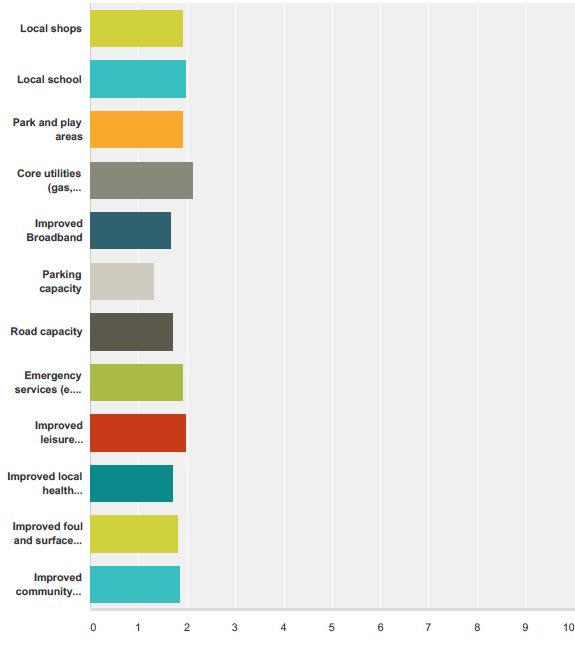 Local shops
Local school
Park and play
areas
Core utilities
(gas,...
Improved
Broadband
Parking
capacity
Road capacity
Emergency
services (e....
Improved
leisure...
Improved local
health...
Improved foul
and surface...
Improved
community...
0 1 2 3 4 5 6 7 8 9 10